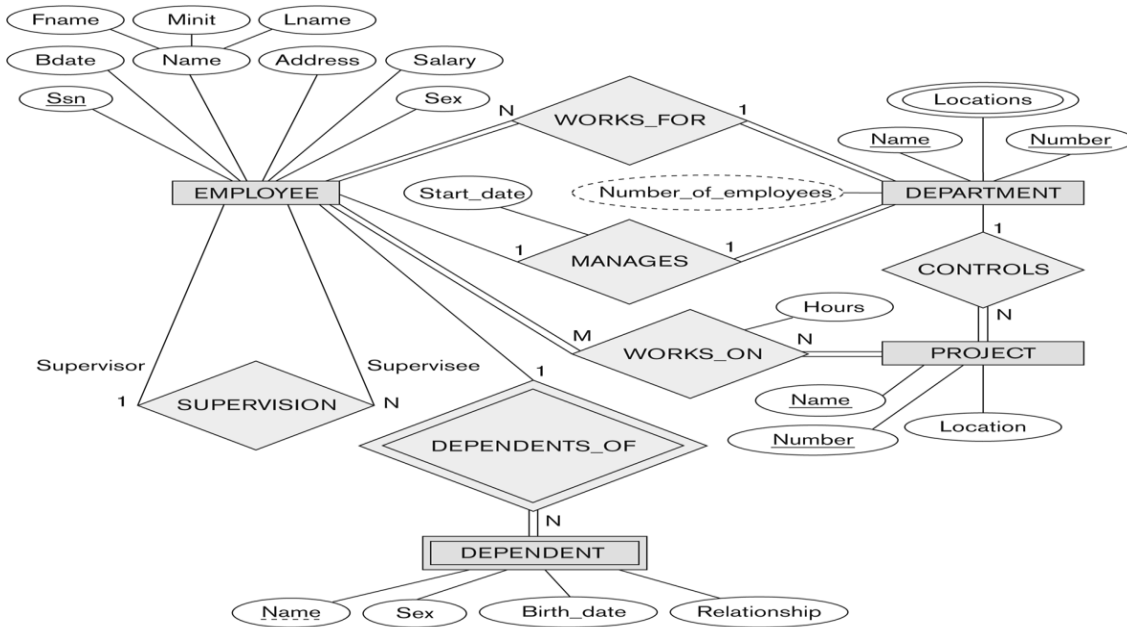 Fname Minit Lname
Bdate Name Address Salary
Ssn Sex
N WORKS_FOR 1
Locations
Name Number
EMPLOYEE Start_date Number_of_employees DEPARTMENT
1 MANAGES 1
1
CONTROLS
N
Hours
M WORKS_ON N
PROJECT
Supervisor Supervisee
1 SUPERVISION N
1
Name
Number Location
DEPENDENTS_OF
N
DEPENDENT
Name Sex Birth_date Relationship